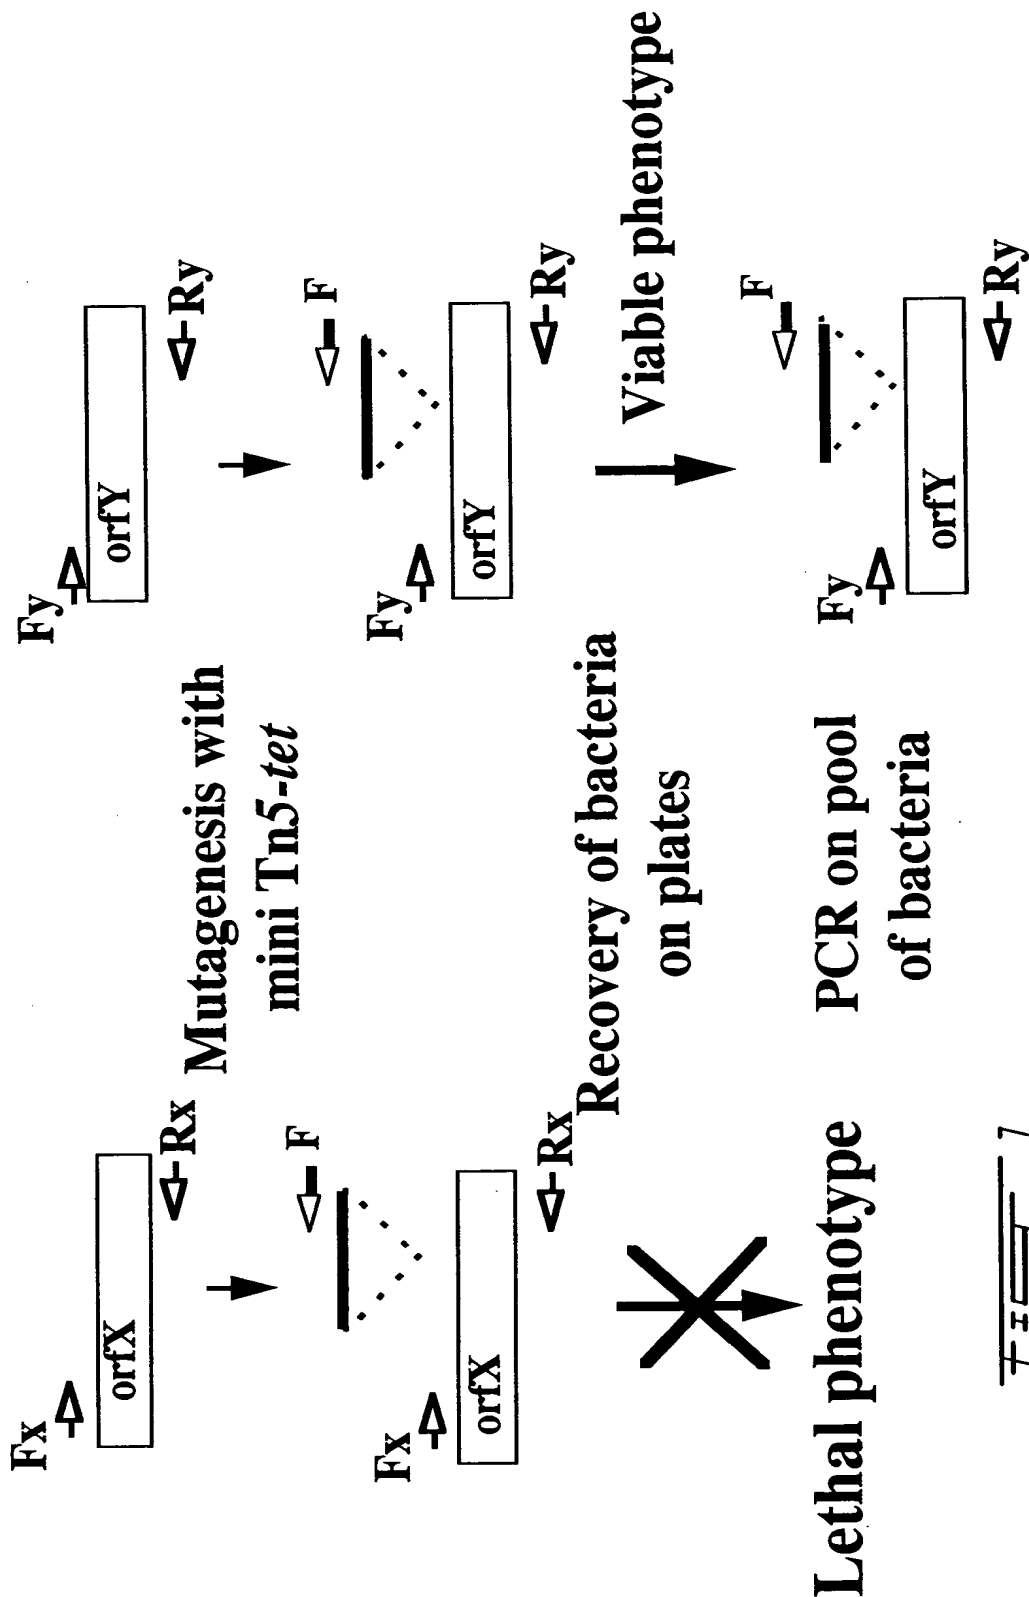 Fx
Fy
orfX
orfY
Rx
Mutagenesis with
mini Tn5-tet
Ry
F
F
Fx
Fy
orfX
orfY
Rx
Ry
Recovery of bacteria
on plates
Viable phenotype
F
Lethal phenotype
PCR on pool
of bacteria
Fy
orfY
Ry